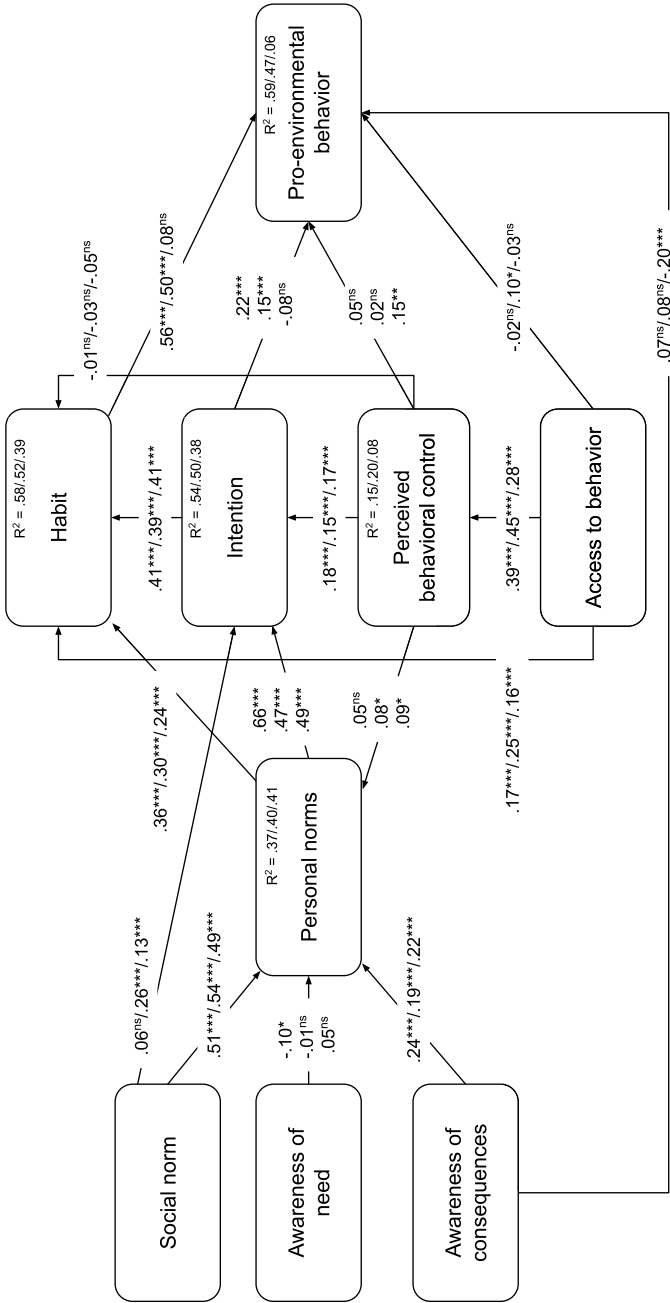 Social norm
Awareness of
need
Awareness of
consequences
.06ns/.26***/.13***
.51***/.54***/.49***
-.10*
-.01ns
.05ns
.24***/.19***/.22***
R2 = .37/.40/.41
Personal norms
.36***/.30***/.24***
.66***
.47***
.49***
.05ns
.08*
.09*
.17***/.25***/.16***
R2 = .58/.52/.39
Habit
.41***/.39***/.41***
R2 = .54/.50/.38
Intention
.18***/.15***/.17***
R2 = .15/.20/.08
Perceived
behavioral control
.39***/.45***/.28***
Access to behavior
-.01ns/-.03ns/-.05ns
.56***/.50***/.08ns
.22***
.15***
-.08ns
.05ns
.02ns
.15**
-.02ns/.10*/-.03ns
.07ns/.08ns/-.20***
R2 = .59/.47/.06
Pro-environmental
behavior